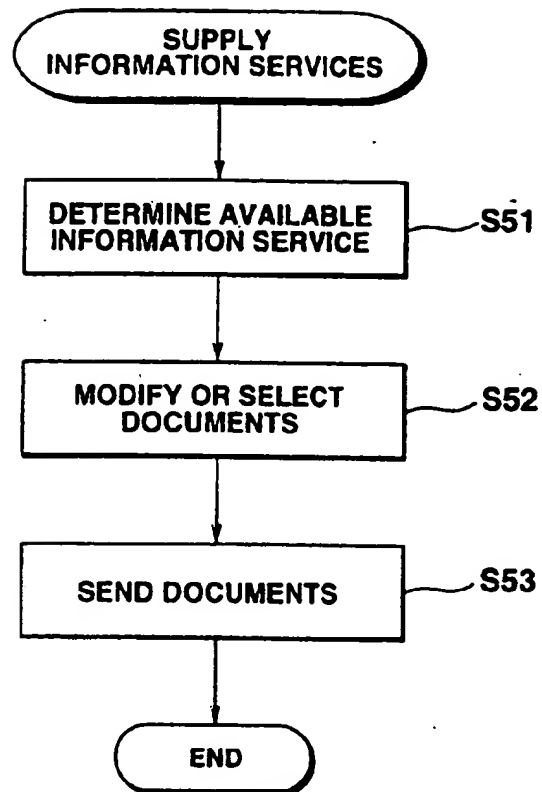 SUPPLY
INFORMATION SERVICES
DETERMINE AVAILABLE
INFORMATION SERVICE
S51
MODIFY OR SELECT
DOCUMENTS
S52
SEND DOCUMENTS
S53
END